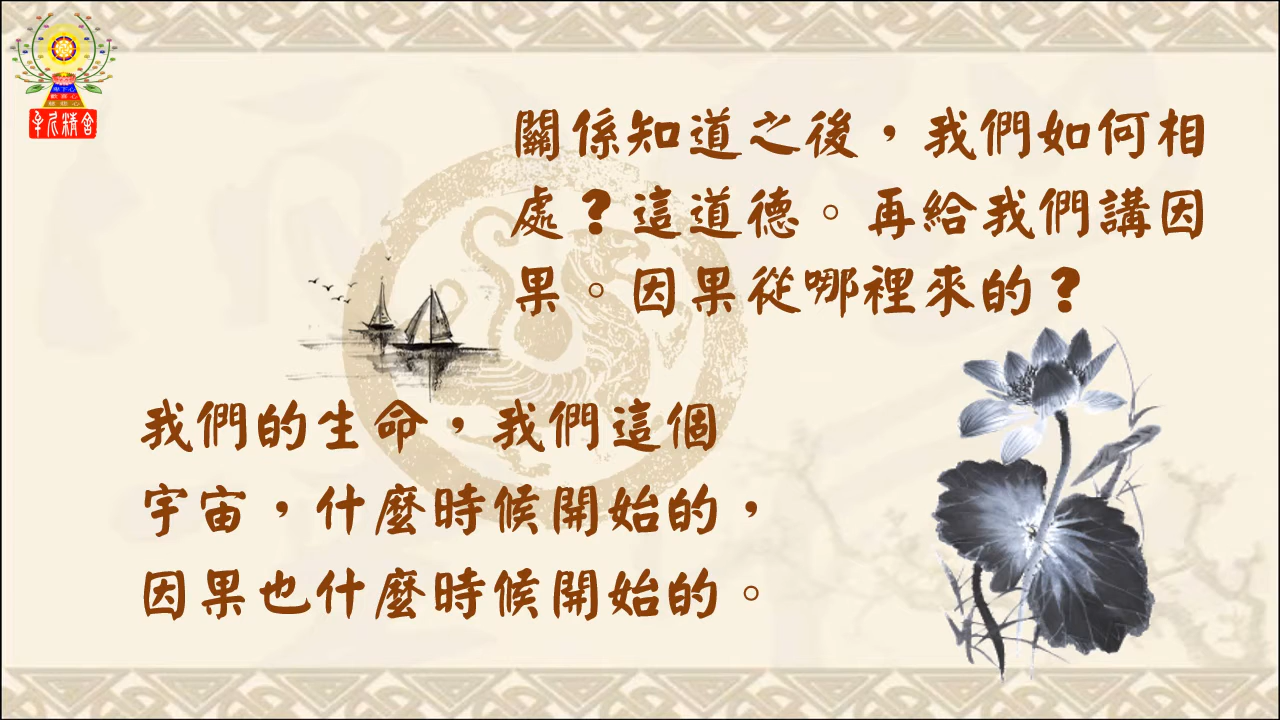 關係知道之後，我們如何相
處？這道德。再給我們講因
果。因果從哪裡來的？
我們的生命，我們這個
宇宙，什麼時候開始的，
因果也什麼時候開始的。